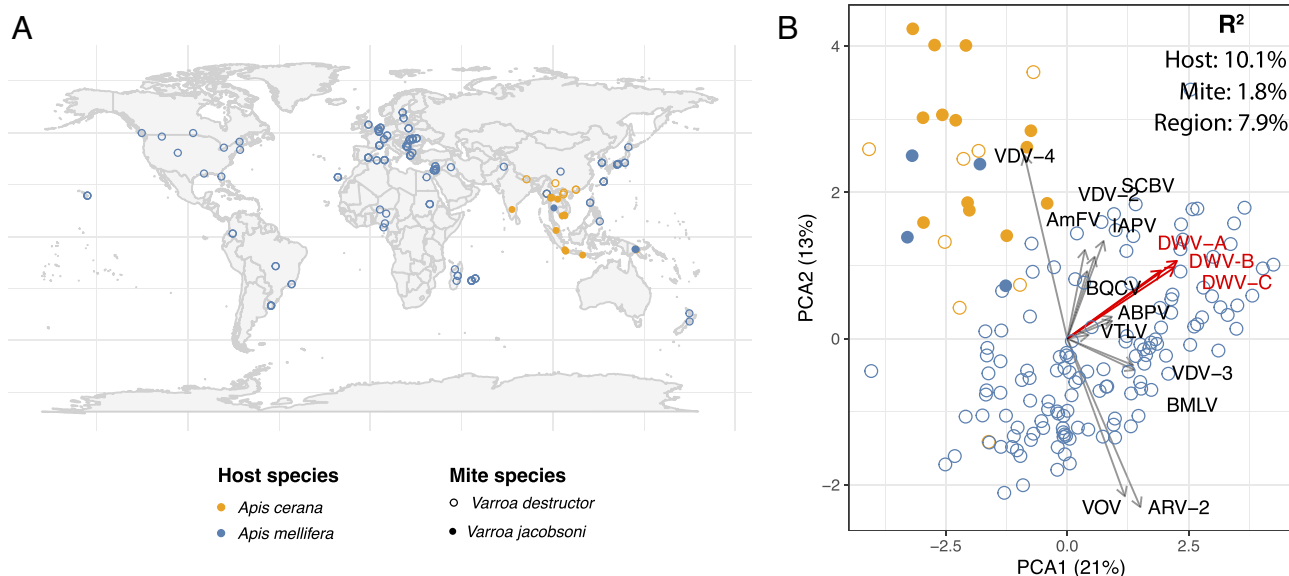 A
Host species
Apis cerana
Apis mellifera
Mite species
Varroa destructor
Varroa jacobsoni
B
R²
Host: 10.1%
Mite: 1.8%
Region: 7.9%
VDV−4
SCBV
VDV−2
AmFV
IAPV
DWV−A
DWV-B
DWV−C
BQCV
ABPV
VTLV
VDV−3
BMLV
VOV
ARV−2
4
2
0
−2
PCA2 (13%)
−2.5
0.0
2.5
PCA1 (21%)